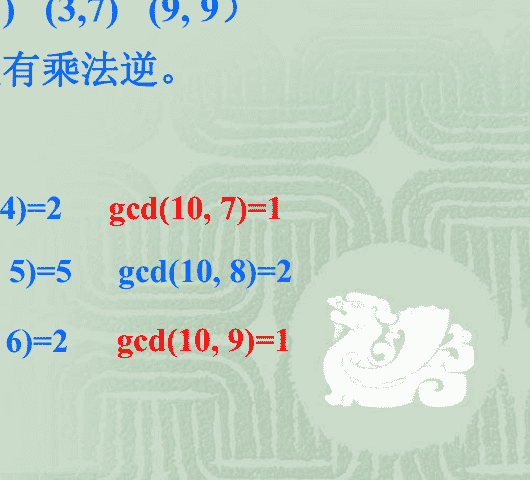 ) (3,7) (9, 9)
有乘法逆。
4)=2 gcd(10, 7)=1
5)=5 gcd(10, 8)=2
6)=2 gcd(10, 9)=1